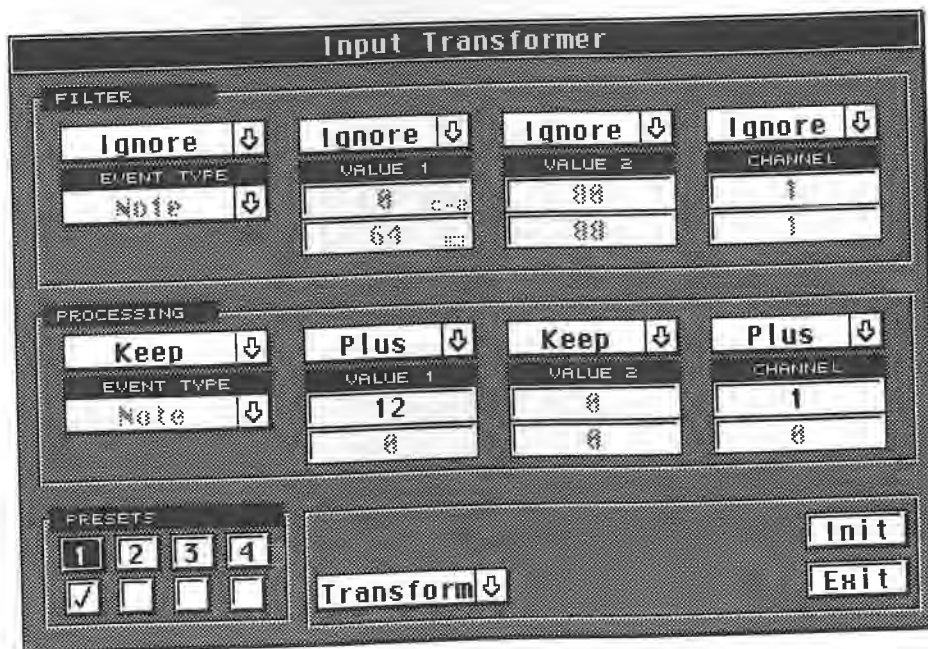 Input Transformer
FILTER
Ignore Ignore Ignore Ignore
EVENT TYPE VALUE 1 VALUE 2 CHANNEL
Note 0 c-2 1
64 1
PROCESSING
Keep Plus Keep Plus
EVENT TYPE VALUE 1 VALUE 2 CHANNEL
Note 12 0 1
0 0 0
PRESETS
1 2 3 4
Init
Transform
Exit